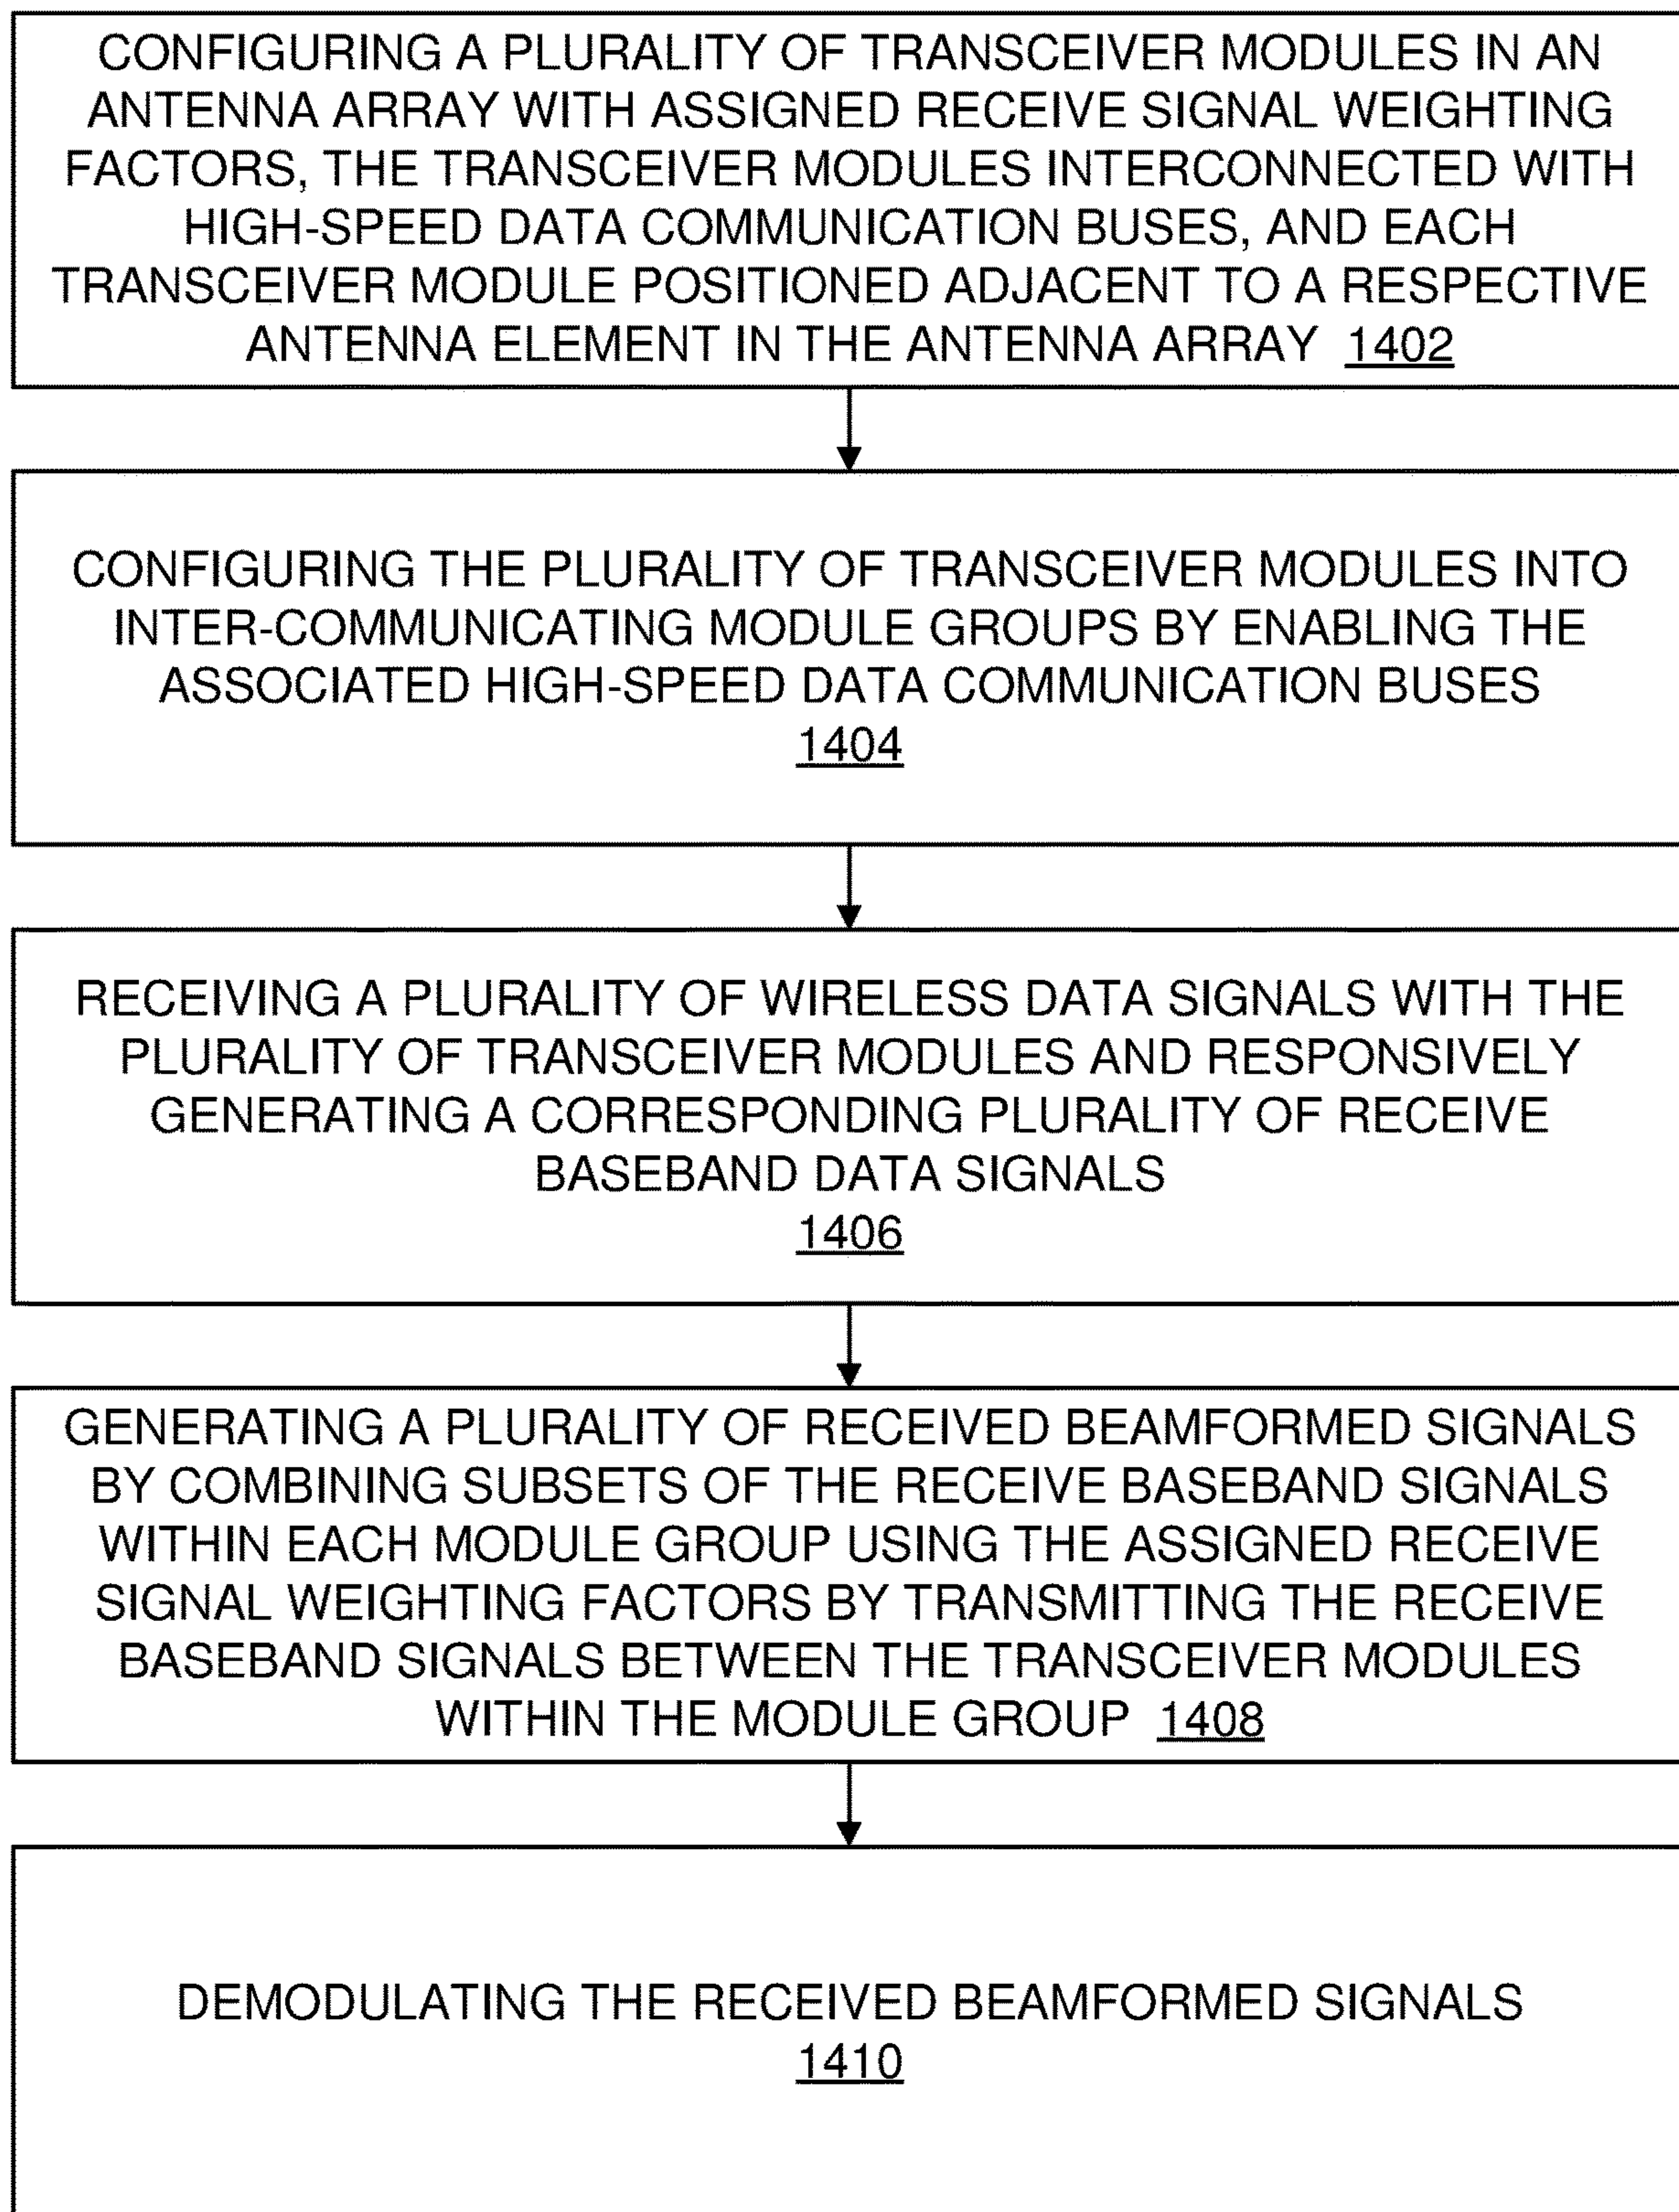 CONFIGURING A PLURALITY OF TRANSCEIVER MODULES IN AN
ANTENNA ARRAY WITH ASSIGNED RECEIVE SIGNAL WEIGHTING
FACTORS, THE TRANSCEIVER MODULES INTERCONNECTED WITH
HIGH-SPEED DATA COMMUNICATION BUSES, AND EACH
TRANSCEIVER MODULE POSITIONED ADJACENT TO A RESPECTIVE
ANTENNA ELEMENT IN THE ANTENNA ARRAY 1402
CONFIGURING THE PLURALITY OF TRANSCEIVER MODULES INTO
INTER-COMMUNICATING MODULE GROUPS BY ENABLING THE
ASSOCIATED HIGH-SPEED DATA COMMUNICATION BUSES
1404
RECEIVING A PLURALITY OF WIRELESS DATA SIGNALS WITH THE
PLURALITY OF TRANSCEIVER MODULES AND RESPONSIVELY
GENERATING A CORRESPONDING PLURALITY OF RECEIVE
BASEBAND DATA SIGNALS
1406
GENERATING A PLURALITY OF RECEIVED BEAMFORMED SIGNALS
BY COMBINING SUBSETS OF THE RECEIVE BASEBAND SIGNALS
WITHIN EACH MODULE GROUP USING THE ASSIGNED RECEIVE
SIGNAL WEIGHTING FACTORS BY TRANSMITTING THE RECEIVE
BASEBAND SIGNALS BETWEEN THE TRANSCEIVER MODULES
WITHIN THE MODULE GROUP 1408
DEMODULATING THE RECEIVED BEAMFORMED SIGNALS
1410